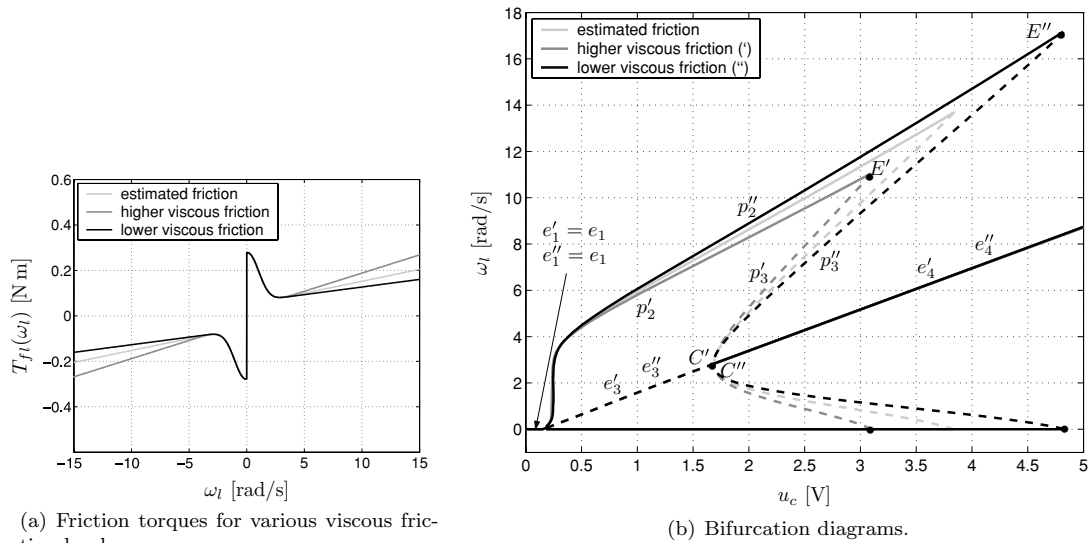 estimated friction
higher viscous friction
lower viscous friction
0.6
0.4
0.2
0
−0.2
−0.4
−15
−10
−5
0
5
10
15
T_{fl}(ω_l) [N m]
ω_l [rad/s]
(a) Friction torques for various viscous fric-
estimated friction
higher viscous friction (‘)
lower viscous friction (“)
18
16
14
12
10
8
6
4
2
0
0
0.5
1
1.5
2
2.5
3
3.5
4
4.5
5
ω_l [rad/s]
u_c [V]
E′′
E′
e′_1 = e_1
e′′_1 = e_1
p′′_2
p′_2
p′_3
p′′_3
e′_4
e′′_4
C′
C′′
e′_3
e′′_3
(b) Bifurcation diagrams.